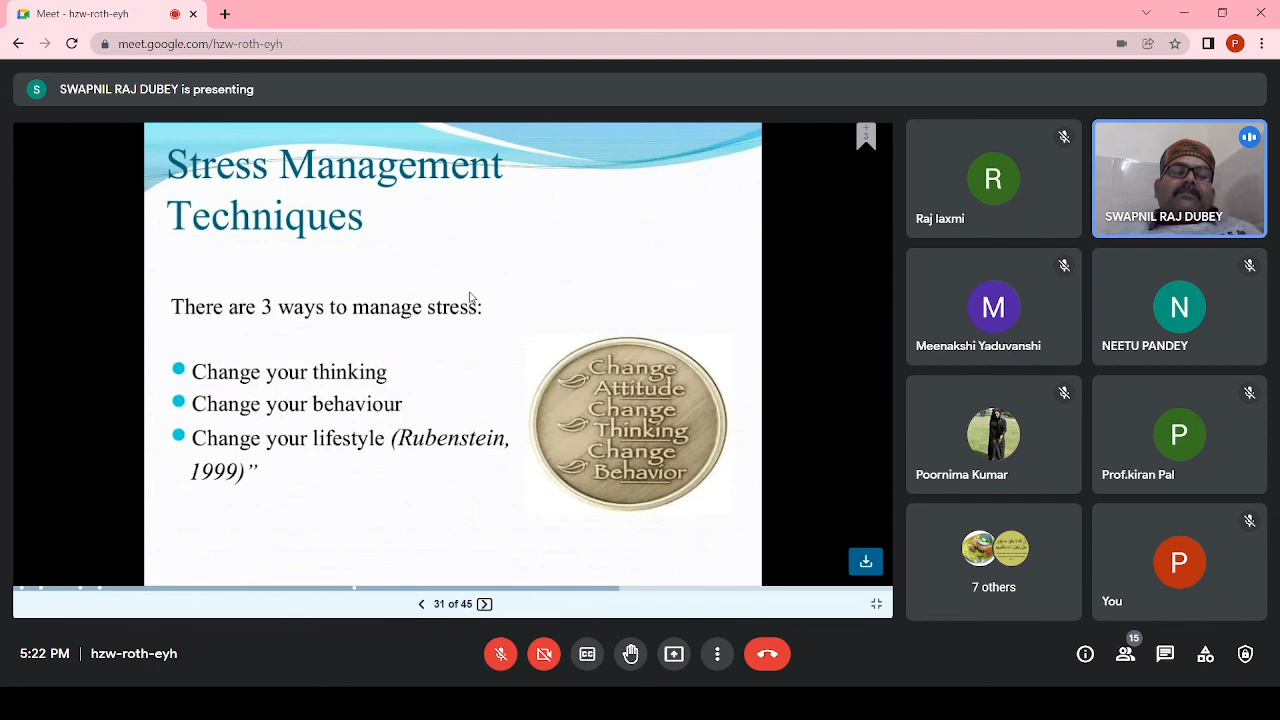 Meet - hzw-roth-eyh
meet.google.com/hzw-roth-eyh
P
S
SWAPNIL RAJ DUBEY is presenting
Stress Management
Techniques
There are 3 ways to manage stress:
Change your thinking
Change your behaviour
Change your lifestyle (Rubenstein,
1999)”
Change
Attitude
Change
Thinking
Change
Behavior
+
3
31 of 45
R
Raj laxmi
SWAPNIL RAJ DUBEY
M
Meenakshi Yaduvanshi
N
NEETU PANDEY
Poornima Kumar
P
Prof.kiran Pal
7 others
P
You
5:22 PM
hzw-roth-eyh
15